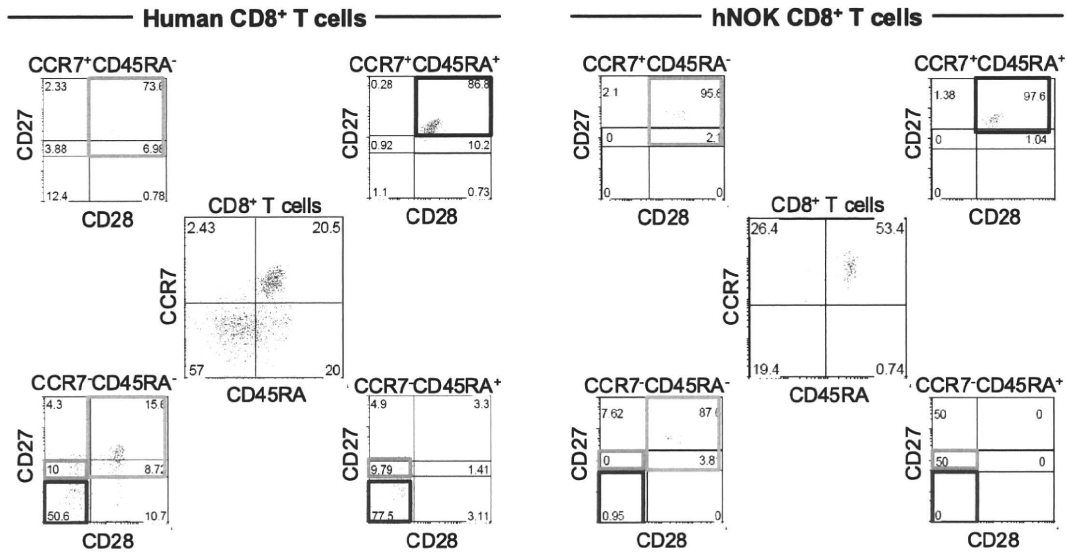 Human CD8⁺ T cells
hNOK CD8⁺ T cells
CCR7⁺CD45RA⁻
2.33
73.6
CD27
3.88
6.98
12.4
0.78
CD28
CCR7⁺CD45RA⁺
0.28
86.8
CD27
0.92
10.2
1.1
0.73
CD28
CD8⁺ T cells
2.43
20.5
CCR7
57
20
CD45RA
CCR7⁻CD45RA⁻
4.3
15.6
CD27
10
8.72
50.6
10.7
CD28
CCR7⁻CD45RA⁺
4.9
3.3
CD27
9.79
1.41
77.5
3.11
CD28
CCR7⁺CD45RA⁻
2.1
95.8
CD27
0
2.1
0
0
CD28
CCR7⁺CD45RA⁺
1.38
97.6
CD27
0
1.04
0
CD28
CD8⁺ T cells
26.4
53.4
CCR7
19.4
0.74
CD45RA
CCR7⁻CD45RA⁻
7.62
87.6
CD27
0
3.81
0.95
0
CD28
CCR7⁻CD45RA⁺
50
0
CD27
50
0
0
CD28